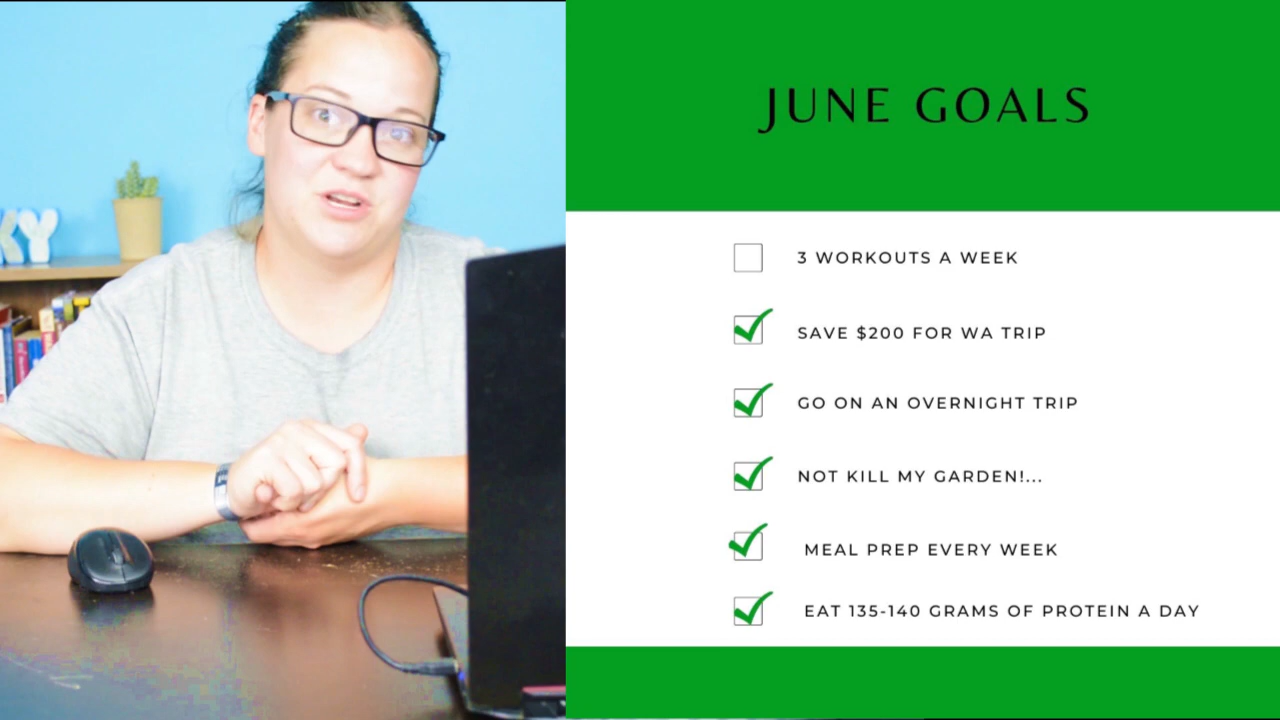 KY
JUNE GOALS
3 WORKOUTS A WEEK
SAVE $200 FOR WA TRIP
GO ON AN OVERNIGHT TRIP
NOT KILL MY GARDEN!...
MEAL PREP EVERY WEEK
EAT 135-140 GRAMS OF PROTEIN A DAY